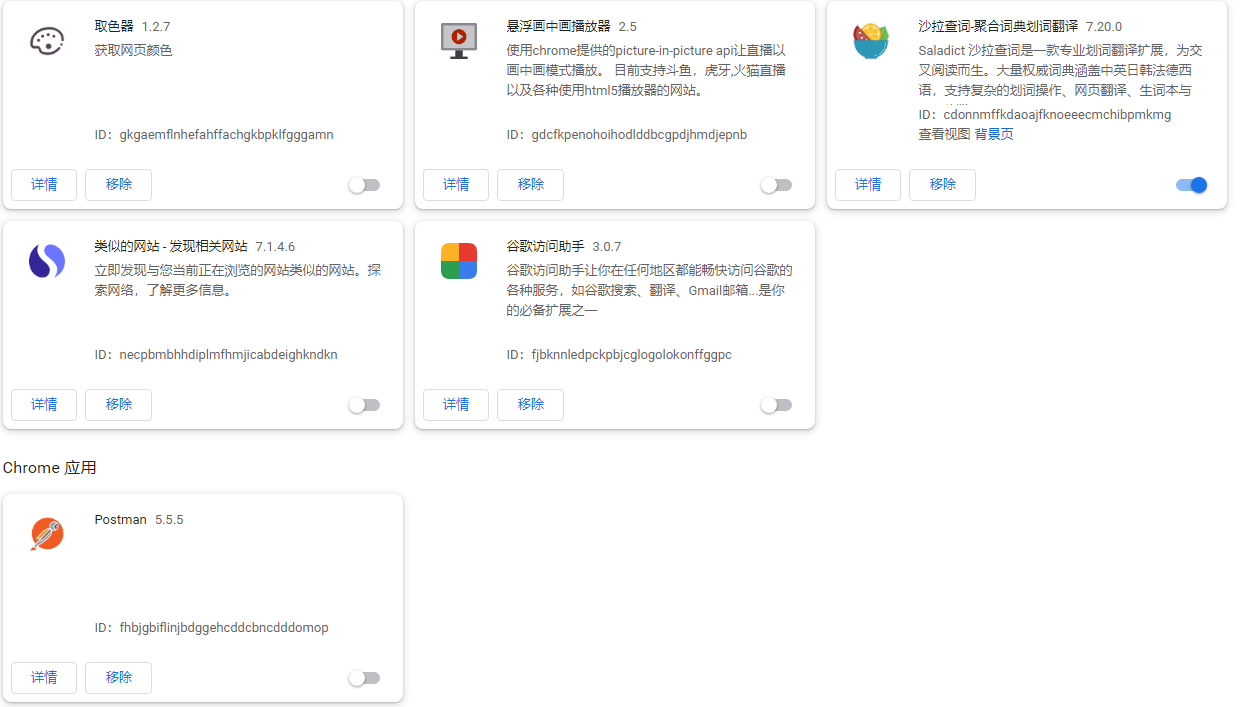 取色器 1.2.7
获取网页颜色
ID：gkgaemflnhefahffachgkbpklfgggamn
详情 移除
悬浮画中画播放器 2.5
使用chrome提供的picture-in-picture api让直播以
画中画模式播放。 目前支持斗鱼，虎牙,火猫直播
以及各种使用html5播放器的网站。
ID：gdcfkpenohoihodlddbcgpdjhmdjepnb
详情 移除
沙拉查词-聚合词典划词翻译 7.20.0
Saladict 沙拉查词是一款专业划词翻译扩展，为交
叉阅读而生。大量权威词典涵盖中英日韩法德西
语，支持复杂的划词操作、网页翻译、生词本与
ID：cdonnmffkdaoajfknoeeecmchibpmkmg
查看视图 背景页
详情 移除
类似的网站 - 发现相关网站 7.1.4.6
立即发现与您当前正在浏览的网站类似的网站。探
索网络，了解更多信息。
ID：necpbmbhhdiplmfhmjicabdeighkndkn
详情 移除
谷歌访问助手 3.0.7
谷歌访问助手让你在任何地区都能畅快访问谷歌的
各种服务，如谷歌搜索、翻译、Gmail邮箱...是你
的必备扩展之一
ID：fjbknnledpckpbjcglogolokonffggpc
详情 移除
Chrome 应用
Postman 5.5.5
ID：fhbjgbiflinjbdggehcddcbncdddomop
详情 移除